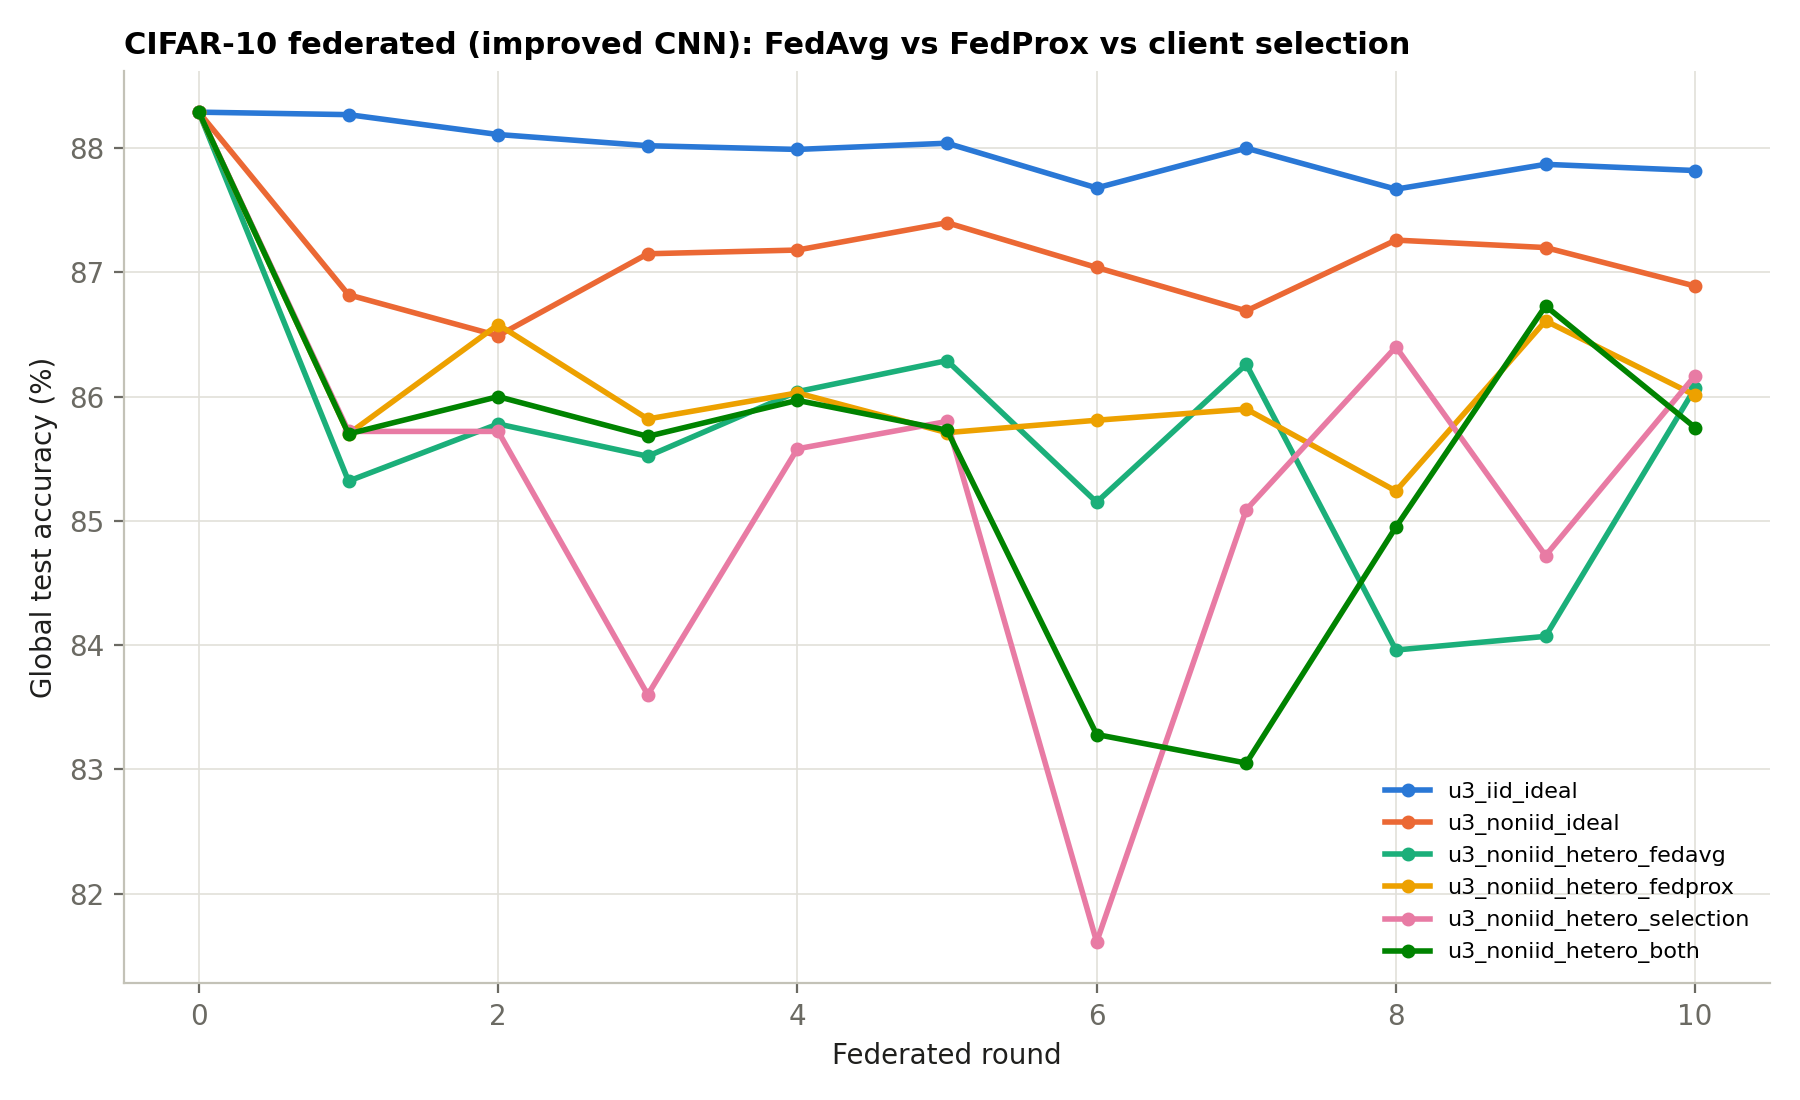 CIFAR-10 federated (improved CNN): FedAvg vs FedProx vs client selection
Global test accuracy (%)
88
87
86
85
84
83
82
u3_iid_ideal
u3_noniid_ideal
u3_noniid_hetero_fedavg
u3_noniid_hetero_fedprox
u3_noniid_hetero_selection
u3_noniid_hetero_both
0 2 4 6 8 10
Federated round